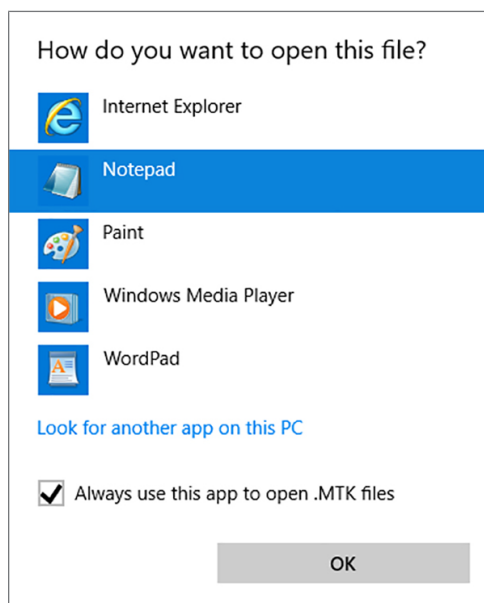 How do you want to open this file?
Internet Explorer
Notepad
Paint
Windows Media Player
WordPad
Look for another app on this PC
Always use this app to open .MTK files
OK